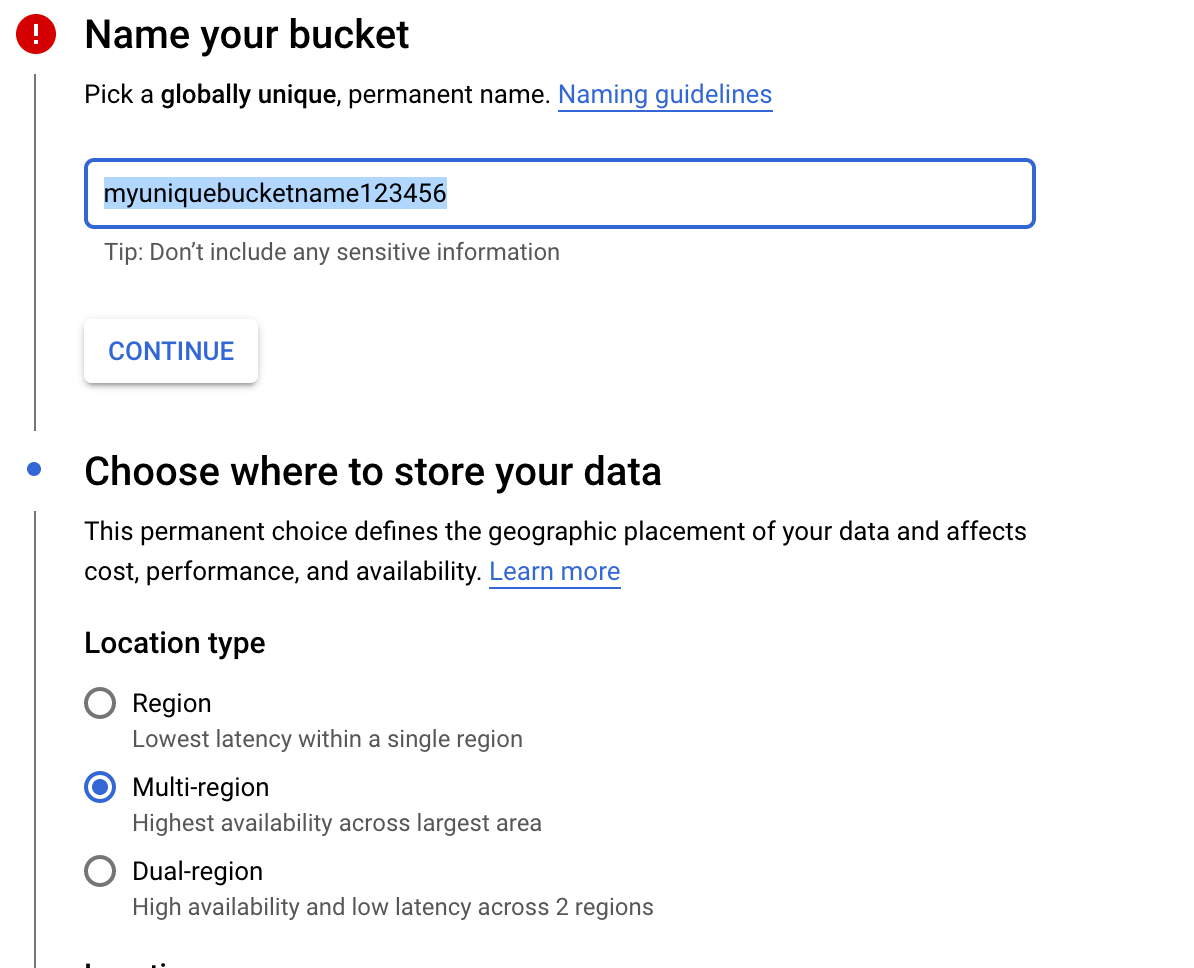 Name your bucket
Pick a globally unique, permanent name. Naming guidelines
myuniquebucketname123456
Tip: Don’t include any sensitive information
CONTINUE
Choose where to store your data
This permanent choice defines the geographic placement of your data and affects
cost, performance, and availability. Learn more
Location type
Region
Lowest latency within a single region
Multi-region
Highest availability across largest area
Dual-region
High availability and low latency across 2 regions